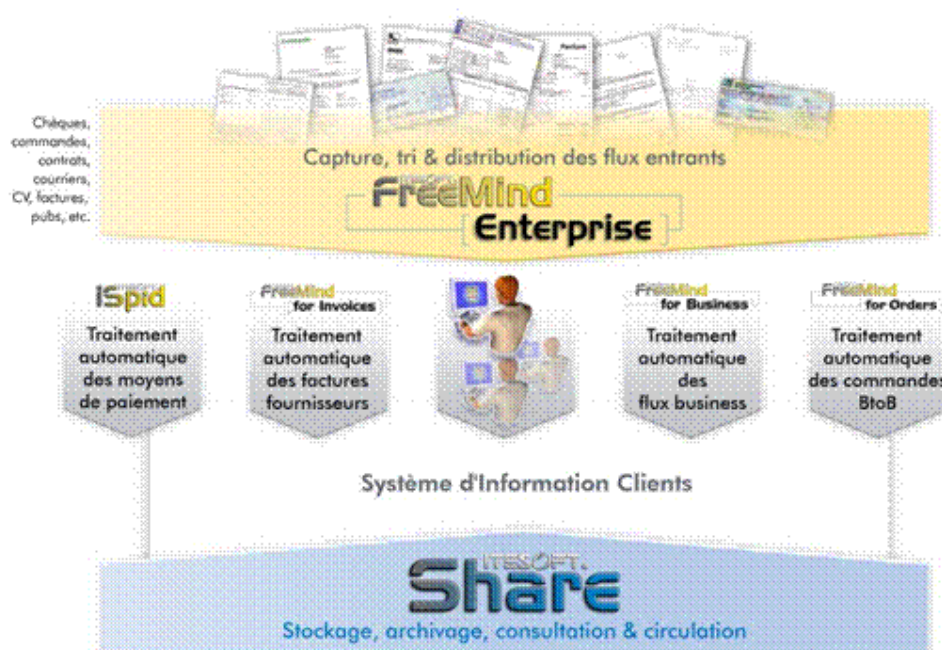 Chèques,
commandes,
contrats,
courriers,
CV, factures,
pubs, etc.
Facture
Capture, tri & distribution des flux entrants
ITESOFT
FreeMind
Enterprise
iSpid
Traitement
automatique
des moyens
de paiement
FreeMind
for Invoices
Traitement
automatique
des factures
fournisseurs
FreeMind
for Business
Traitement
automatique
des
flux business
FreeMind
for Orders
Traitement
automatique
des commandes
BtoB
Système d'Information Clients
ITESOFT.
Share
Stockage, archivage, consultation & circulation